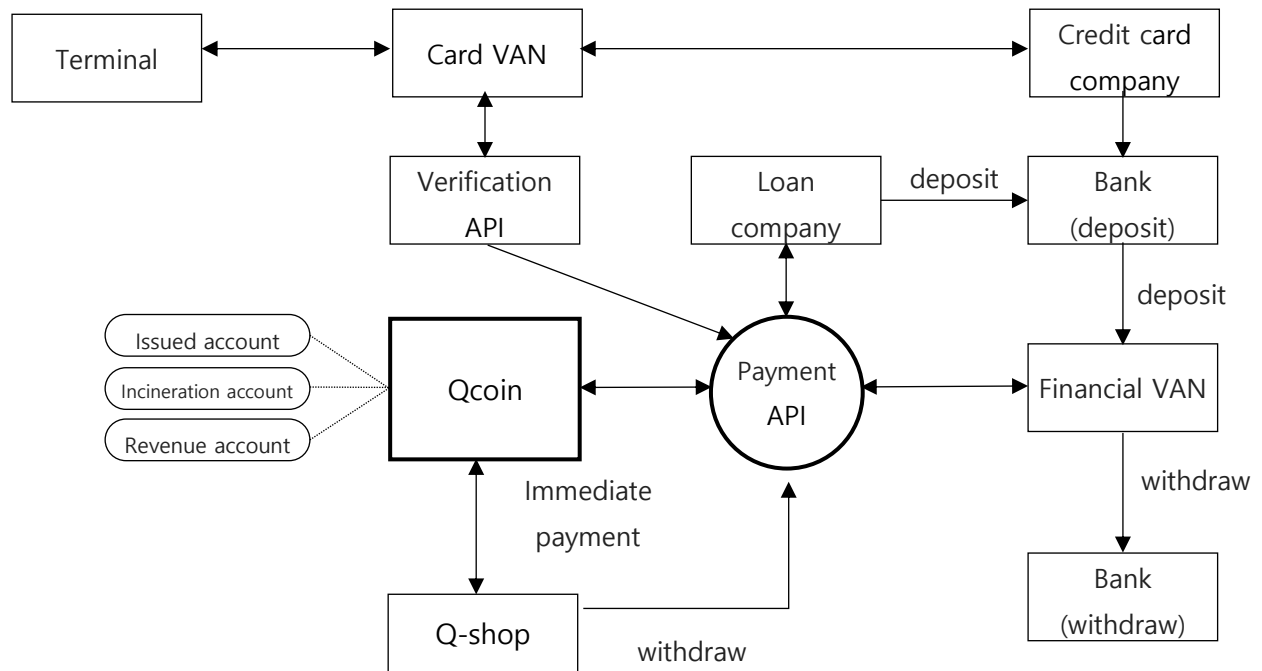 Terminal
Card VAN
Credit card
company
Verification
API
Loan
company
deposit
Bank
(deposit)
deposit
Issued account
Incineration account
Revenue account
Qcoin
Payment
API
Financial VAN
Immediate
payment
withdraw
Q-shop
withdraw
Bank
(withdraw)